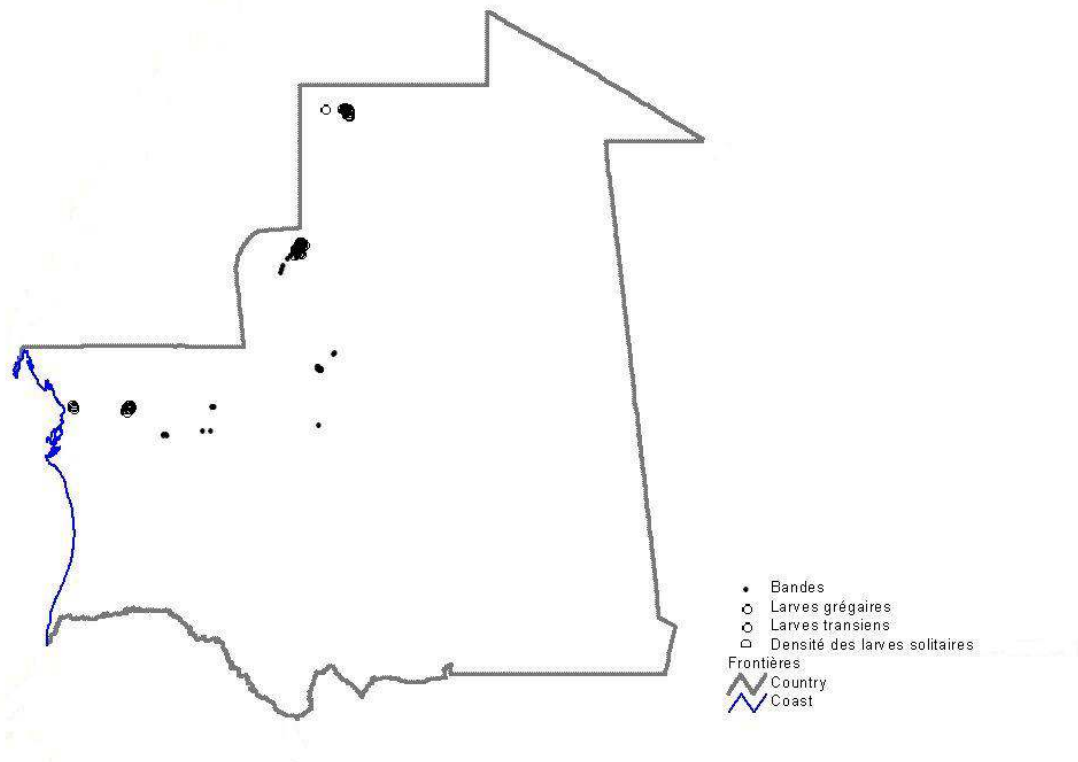 Bandes
Larves grégaires
Larves transiens
Densité des larves solitaires
Frontières
Country
Coast